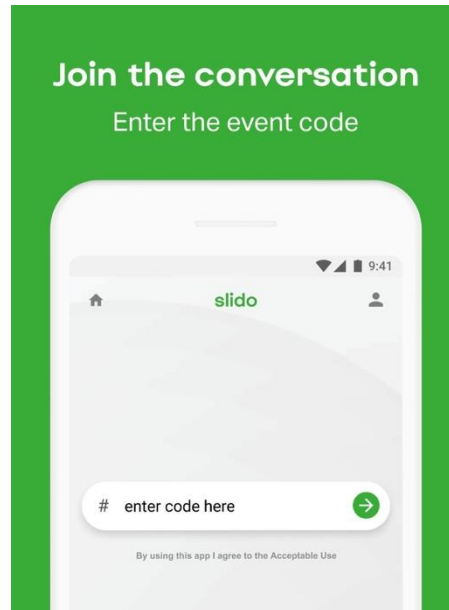 Join the conversation
Enter the event code
9:41
slido
# enter code here
By using this app I agree to the Acceptable Use